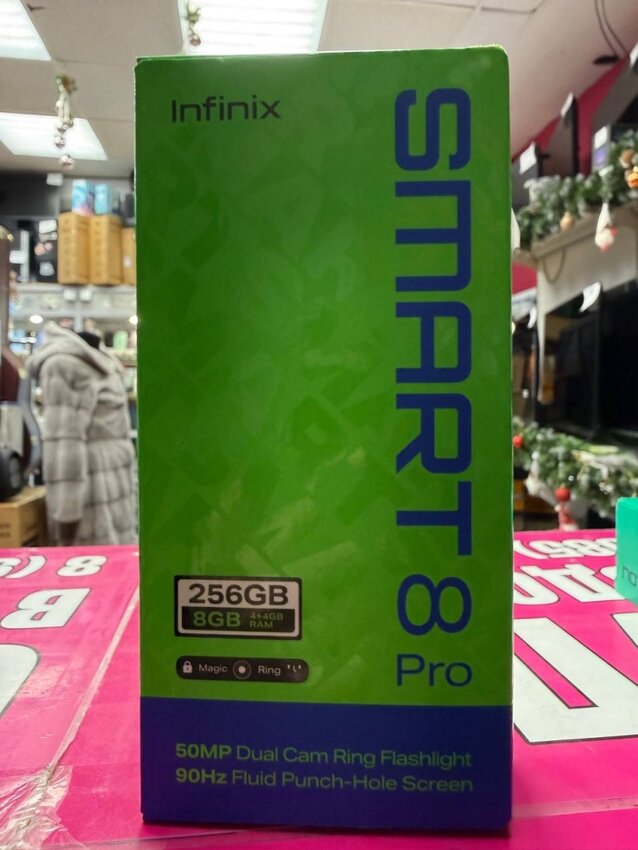 Infinix
SMART 8
Pro
256GB
8GB 4+4GB
RAM
Magic Ring
50MP Dual Cam Ring Flashlight
90Hz Fluid Punch-Hole Screen